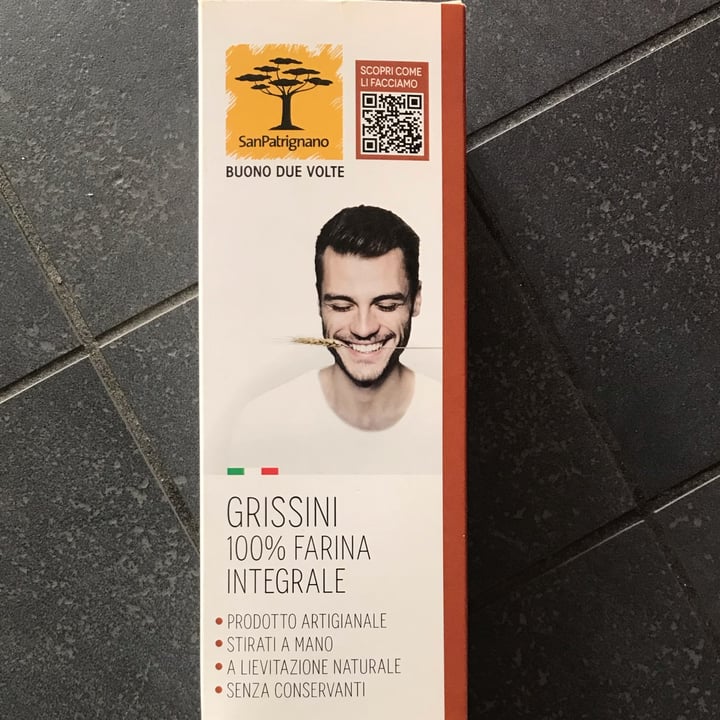 SanPatrignano
BUONO DUE VOLTE
SCOPRI COME
LI FACCIAMO
GRISSINI
100% FARINA
INTEGRALE
• PRODOTTO ARTIGIANALE
• STIRATI A MANO
• A LIEVITAZIONE NATURALE
• SENZA CONSERVANTI